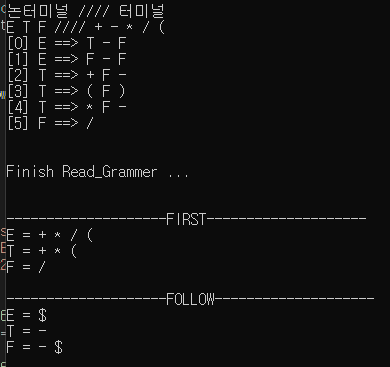 논터미널 //// 터미널
E T F //// + - * / (
[0] E ==> T - F
[1] E ==> F - F
[2] T ==> + F -
[3] T ==> ( F )
[4] T ==> * F -
[5] F ==> /
Finish Read_Grammer ...
--------------------FIRST--------------------
E = + * / (
T = + * (
F = /
--------------------FOLLOW--------------------
E = $
T = -
F = - $